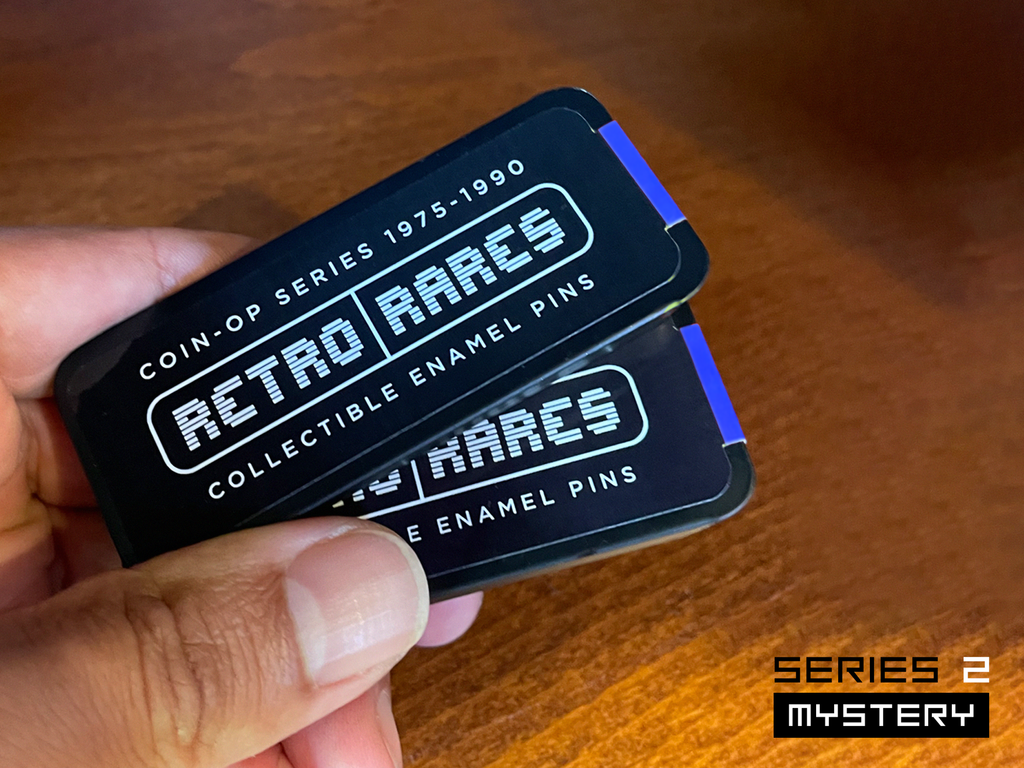 COIN-OP SERIES 1975-1990
RETRO RARES
COLLECTIBLE ENAMEL PINS
RARES
ENAMEL PINS
SERIES 2
MYSTERY